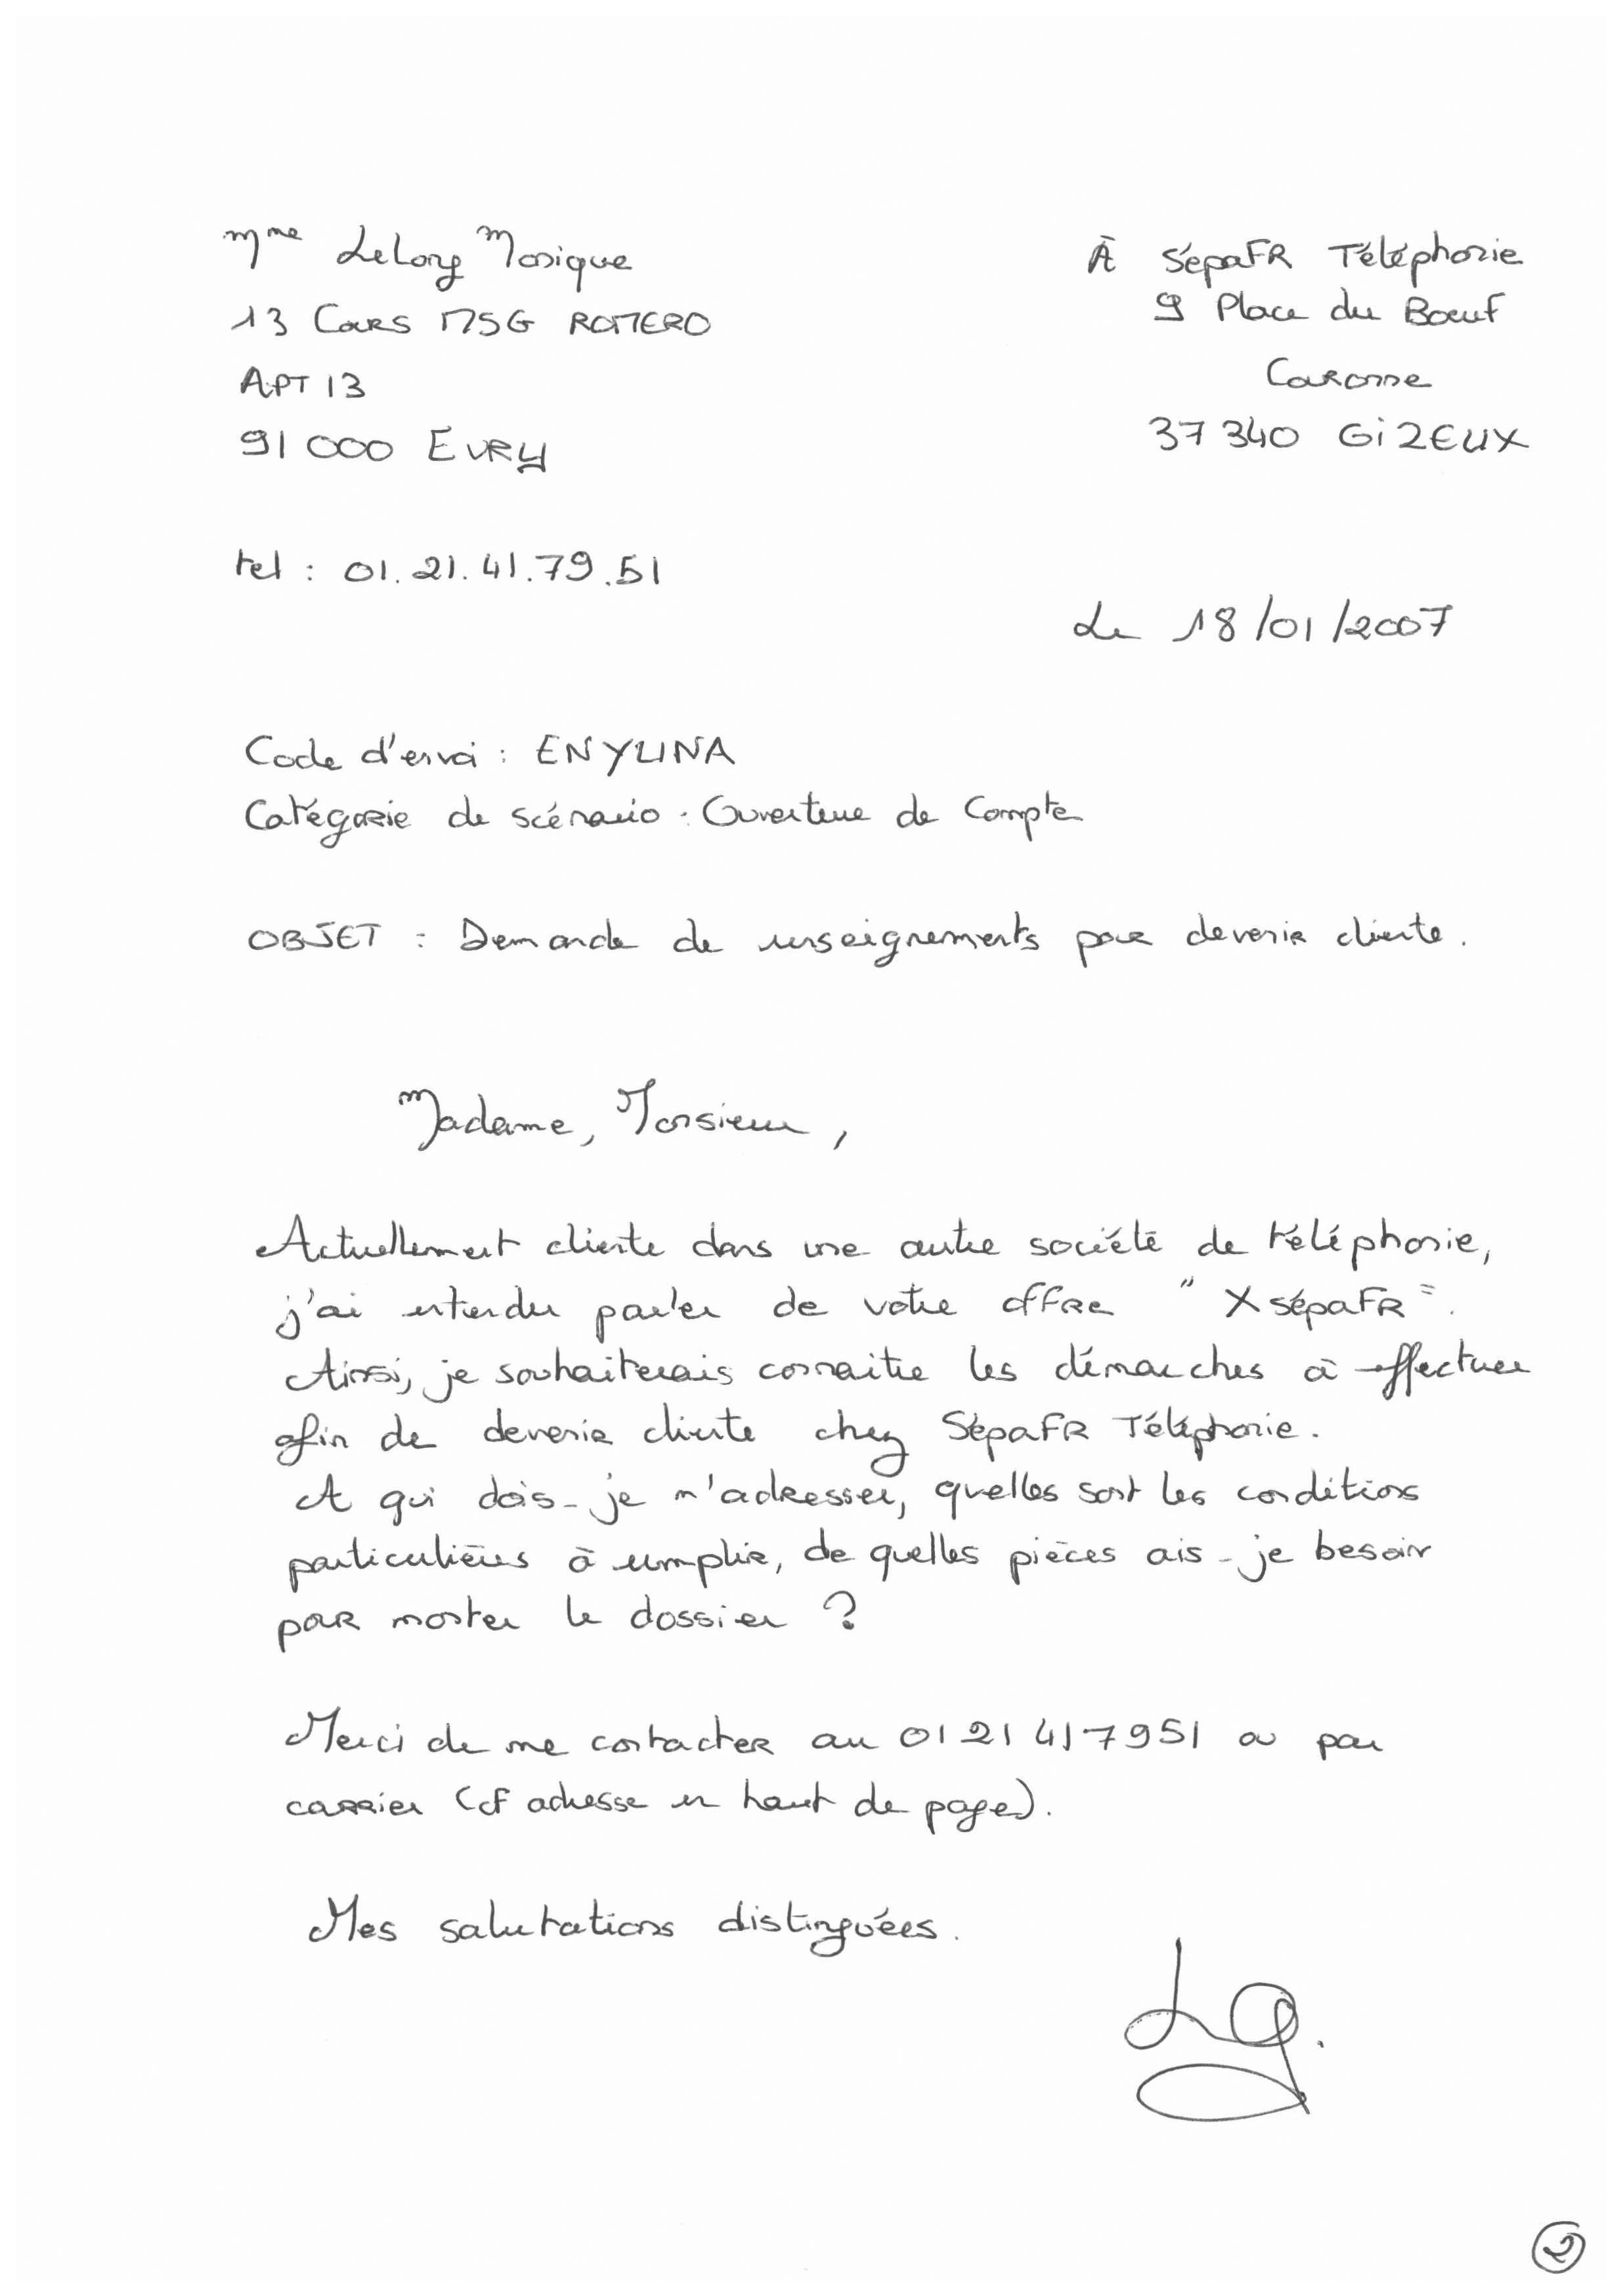 Mme LeLong Monique
13 Cours MSG ROMERO
APT 13
91 000 EVRY
tel : 01.21.41.79.51
À SépaFR Téléphonie
9 Place du Boeuf
Couronne
37 340 GiZEUX
Le 18/01/2007
Code d'envoi : ENYLINA
Catégorie de scénario : Ouverture de Compte
OBJET : Demande de renseignements pour devenir cliente.
Madame, Monsieur,
Actuellement cliente dans une autre société de téléphonie,
j'ai entendu parler de votre offre " XsépaFR ".
Ainsi, je souhaiterais connaitre les démarches à effectuer
afin de devenir cliente chez SépaFR Téléphonie.
A qui dois-je m'adresser, quelles sont les conditions
particulières à remplir, de quelles pièces ais-je besoin
pour monter le dossier ?
Merci de me contacter au 0121417951 ou par
courrier (cf adresse en haut de page).
Mes salutations distinguées.
2